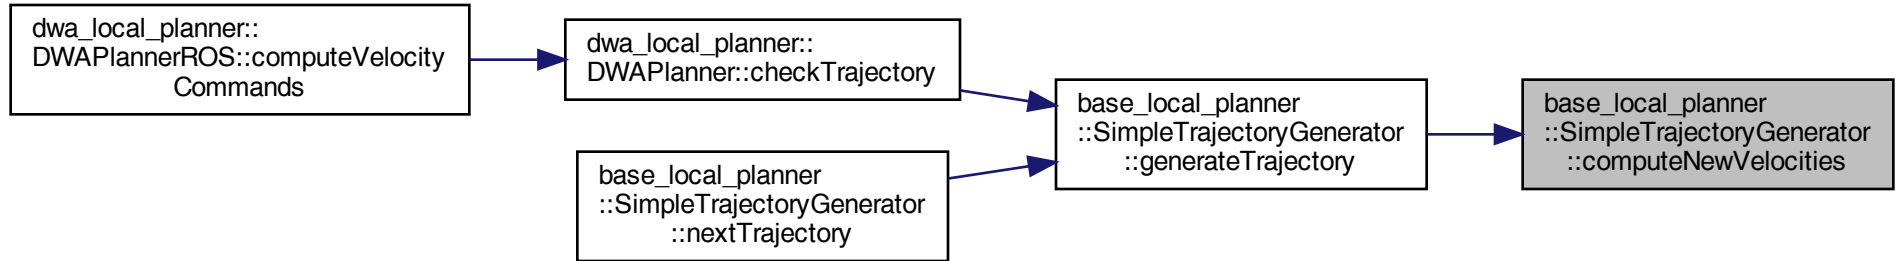 dwa_local_planner::
DWAPlannerROS::computeVelocity
Commands
dwa_local_planner::
DWAPlanner::checkTrajectory
base_local_planner
::SimpleTrajectoryGenerator
::nextTrajectory
base_local_planner
::SimpleTrajectoryGenerator
::generateTrajectory
base_local_planner
::SimpleTrajectoryGenerator
::computeNewVelocities